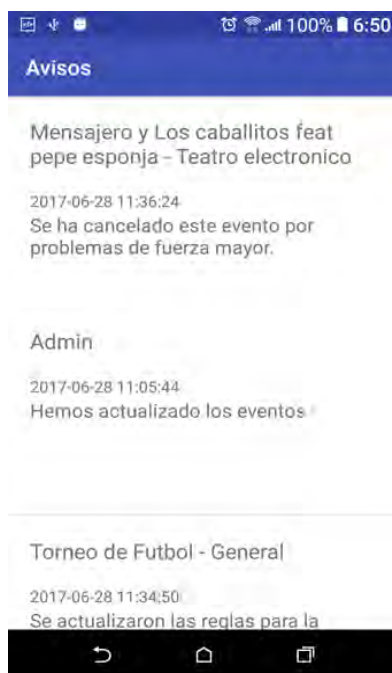 100% 6:50
Avisos
Mensajero y Los caballitos feat
pepe esponja - Teatro electronico
2017-06-28 11:36:24
Se ha cancelado este evento por
problemas de fuerza mayor.
Admin
2017-06-28 11:05:44
Hemos actualizado los eventos
Torneo de Futbol - General
2017-06-28 11:34:50
Se actualizaron las reglas para la